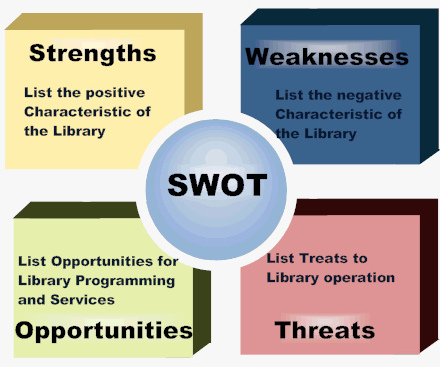 Strengths
List the positive
Characteristic of
the Library
Weaknesses
List the negative
Characteristic of
the Library
SWOT
List Opportunities for
Library Programming
and Services
Opportunities
List Treats to
Library operation
Threats